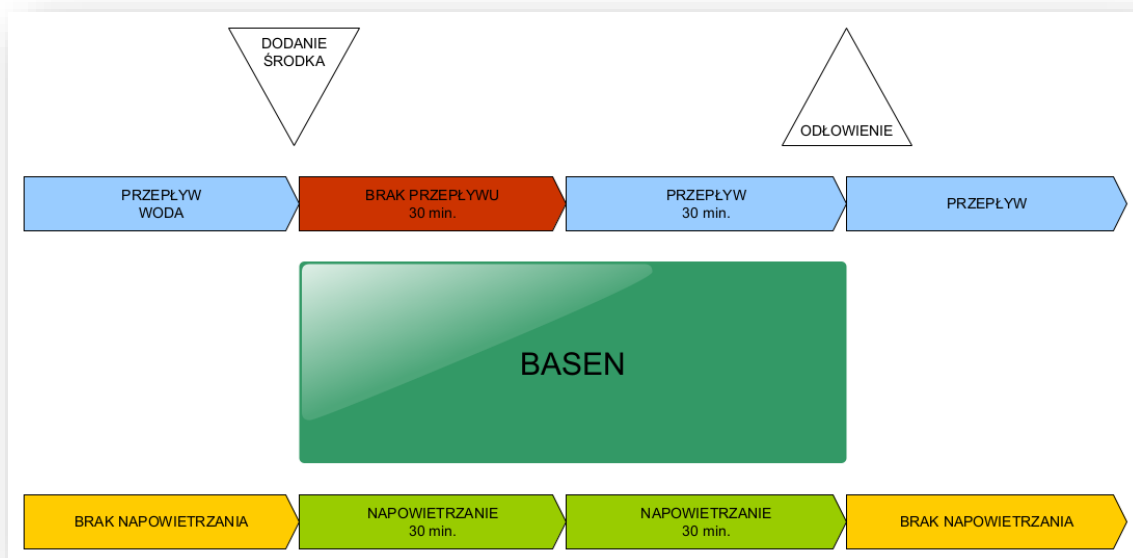 DODANIE
ŚRODKA
ODŁOWIENIE
PRZEPŁYW
WODA
BRAK PRZEPŁYWU
30 min.
PRZEPŁYW
30 min.
PRZEPŁYW
BASEN
BRAK NAPOWIETRZANIA
NAPOWIETRZANIE
30 min.
NAPOWIETRZANIE
30 min.
BRAK NAPOWIETRZANIA